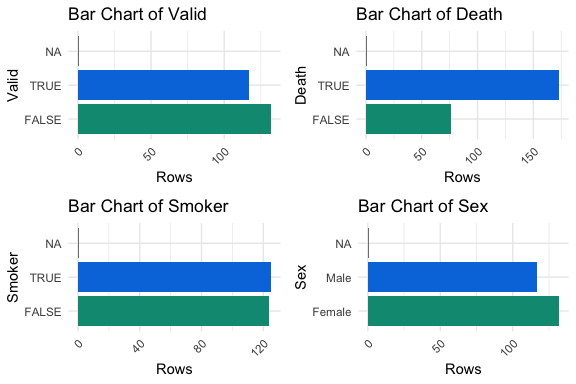 Bar Chart of Valid
Valid
NA
TRUE
FALSE
0
50
100
Rows
Bar Chart of Death
Death
NA
TRUE
FALSE
0
50
100
150
Rows
Bar Chart of Smoker
Smoker
NA
TRUE
FALSE
0
40
80
120
Rows
Bar Chart of Sex
Sex
NA
Male
Female
0
50
100
Rows